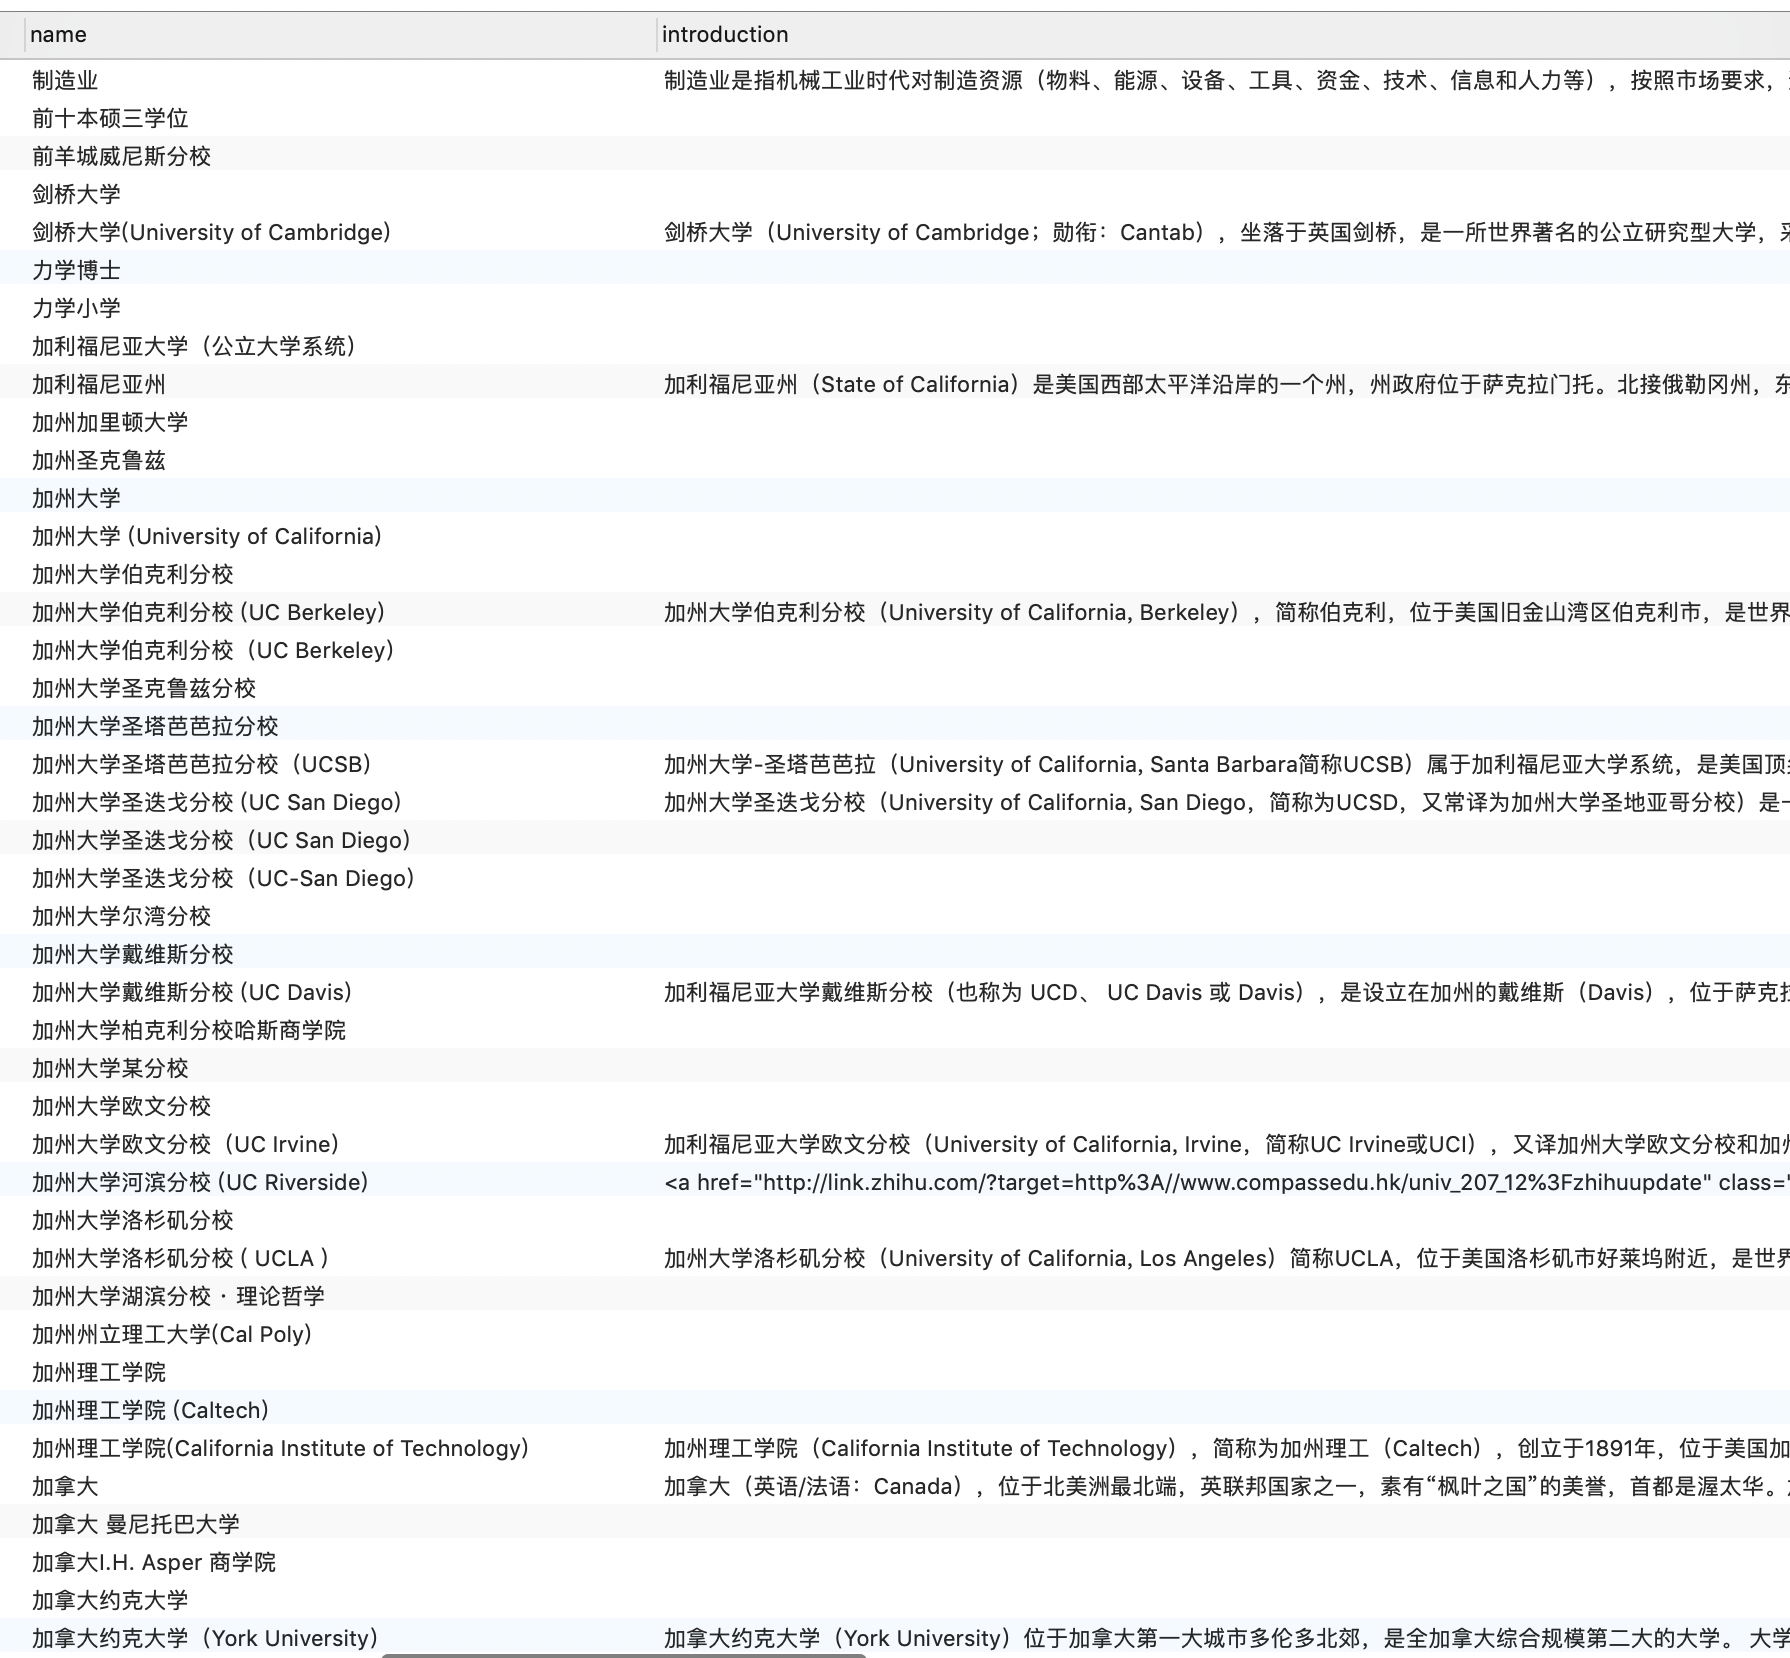 name introduction
制造业 制造业是指机械工业时代对制造资源（物料、能源、设备、工具、资金、技术、信息和人力等），按照市场要求，
前十本硕三学位
前羊城威尼斯分校
剑桥大学
剑桥大学(University of Cambridge) 剑桥大学（University of Cambridge；勋衔：Cantab），坐落于英国剑桥，是一所世界著名的公立研究型大学，采
力学博士
力学小学
加利福尼亚大学（公立大学系统）
加利福尼亚州 加利福尼亚州（State of California）是美国西部太平洋沿岸的一个州，州政府位于萨克拉门托。北接俄勒冈州，东
加州加里顿大学
加州圣克鲁兹
加州大学
加州大学 (University of California)
加州大学伯克利分校
加州大学伯克利分校 (UC Berkeley) 加州大学伯克利分校（University of California, Berkeley），简称伯克利，位于美国旧金山湾区伯克利市，是世界
加州大学伯克利分校（UC Berkeley）
加州大学圣克鲁兹分校
加州大学圣塔芭芭拉分校
加州大学圣塔芭芭拉分校（UCSB） 加州大学-圣塔芭芭拉（University of California, Santa Barbara简称UCSB）属于加利福尼亚大学系统，是美国顶
加州大学圣迭戈分校 (UC San Diego) 加州大学圣迭戈分校（University of California, San Diego，简称为UCSD，又常译为加州大学圣地亚哥分校）是一
加州大学圣迭戈分校（UC San Diego）
加州大学圣迭戈分校（UC-San Diego）
加州大学尔湾分校
加州大学戴维斯分校
加州大学戴维斯分校 (UC Davis) 加利福尼亚大学戴维斯分校（也称为 UCD、 UC Davis 或 Davis），是设立在加州的戴维斯（Davis），位于萨克拉
加州大学柏克利分校哈斯商学院
加州大学某分校
加州大学欧文分校
加州大学欧文分校（UC Irvine） 加利福尼亚大学欧文分校（University of California, Irvine，简称UC Irvine或UCI），又译加州大学欧文分校和加州
加州大学河滨分校 (UC Riverside) <a href="http://link.zhihu.com/?target=http%3A//www.compassedu.hk/univ_207_12%3Fzhihuupdate" class="
加州大学洛杉矶分校
加州大学洛杉矶分校 ( UCLA ) 加州大学洛杉矶分校（University of California, Los Angeles）简称UCLA，位于美国洛杉矶市好莱坞附近，是世界
加州大学湖滨分校 · 理论哲学
加州州立理工大学(Cal Poly)
加州理工学院
加州理工学院 (Caltech)
加州理工学院(California Institute of Technology) 加州理工学院（California Institute of Technology），简称为加州理工（Caltech），创立于1891年，位于美国加
加拿大 加拿大（英语/法语：Canada），位于北美洲最北端，英联邦国家之一，素有“枫叶之国”的美誉，首都是渥太华。
加拿大 曼尼托巴大学
加拿大I.H. Asper 商学院
加拿大约克大学
加拿大约克大学（York University） 加拿大约克大学（York University）位于加拿大第一大城市多伦多北郊，是全加拿大综合规模第二大的大学。 大学